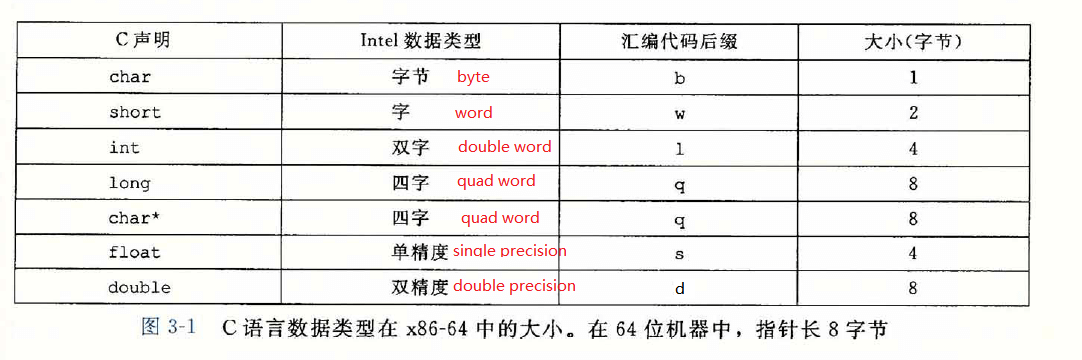 C 声明 Intel 数据类型 汇编代码后缀 大小(字节)
char 字节 byte b 1
short 字 word w 2
int 双字 double word l 4
long 四字 quad word q 8
char* 四字 quad word q 8
float 单精度 single precision s 4
double 双精度 double precision d 8
图 3-1 C 语言数据类型在 x86-64 中的大小。在 64 位机器中，指针长 8 字节